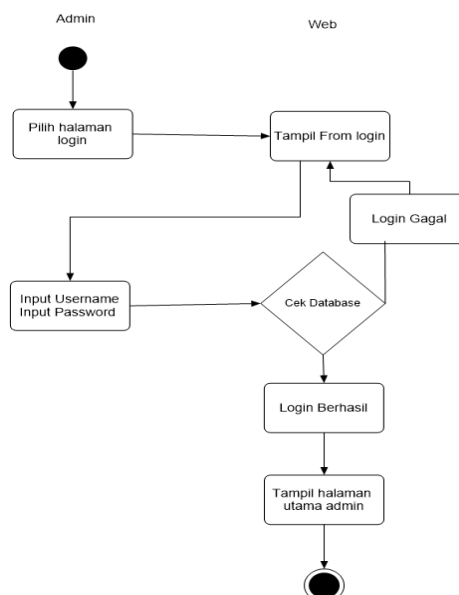 Admin
Web
Pilih halaman
login
Tampil From login
Login Gagal
Input Username
Input Password
Cek Database
Login Berhasil
Tampil halaman
utama admin